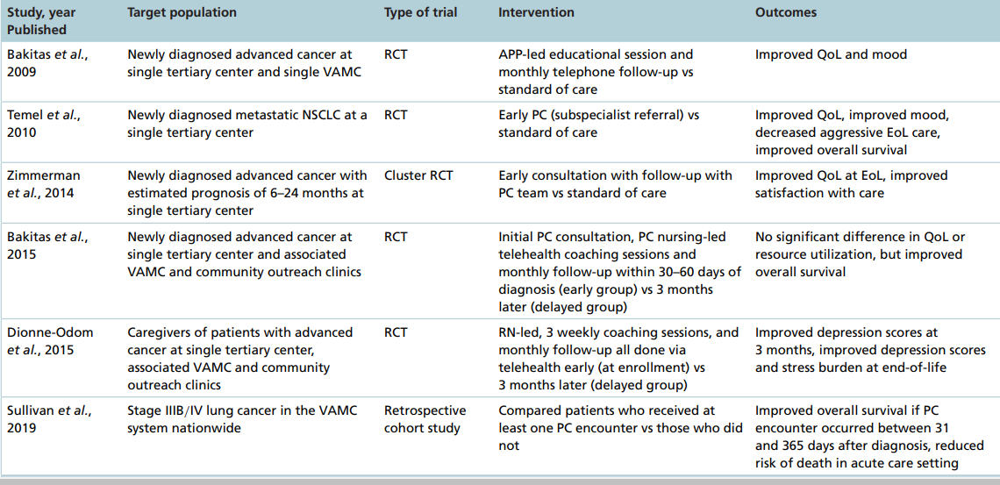 Study, year
Published
Target population
Type of trial
Intervention
Outcomes
Bakitas et al.,
2009
Newly diagnosed advanced cancer at
single tertiary center and single VAMC
RCT
APP-led educational session and
monthly telephone follow-up vs
standard of care
Improved QoL and mood
Temel et al.,
2010
Newly diagnosed metastatic NSCLC at a
single tertiary center
RCT
Early PC (subspecialist referral) vs
standard of care
Improved QoL, improved mood,
decreased aggressive EoL care,
improved overall survival
Zimmerman
et al., 2014
Newly diagnosed advanced cancer with
estimated prognosis of 6–24 months at
single tertiary center
Cluster RCT
Early consultation with follow-up with
PC team vs standard of care
Improved QoL at EoL, improved
satisfaction with care
Bakitas et al.,
2015
Newly diagnosed advanced cancer at
single tertiary center and associated
VAMC and community outreach clinics
RCT
Initial PC consultation, PC nursing-led
telehealth coaching sessions and
monthly follow-up within 30–60 days of
diagnosis (early group) vs 3 months
later (delayed group)
No significant difference in QoL or
resource utilization, but improved
overall survival
Dionne-Odom
et al., 2015
Caregivers of patients with advanced
cancer at single tertiary center,
associated VAMC and community
outreach clinics
RCT
RN-led, 3 weekly coaching sessions, and
monthly follow-up all done via
telehealth early (at enrollment) vs
3 months later (delayed group)
Improved depression scores at
3 months, improved depression scores
and stress burden at end-of-life
Sullivan et al.,
2019
Stage IIIB/IV lung cancer in the VAMC
system nationwide
Retrospective
cohort study
Compared patients who received at
least one PC encounter vs those who did
not
Improved overall survival if PC
encounter occurred between 31
and 365 days after diagnosis, reduced
risk of death in acute care setting